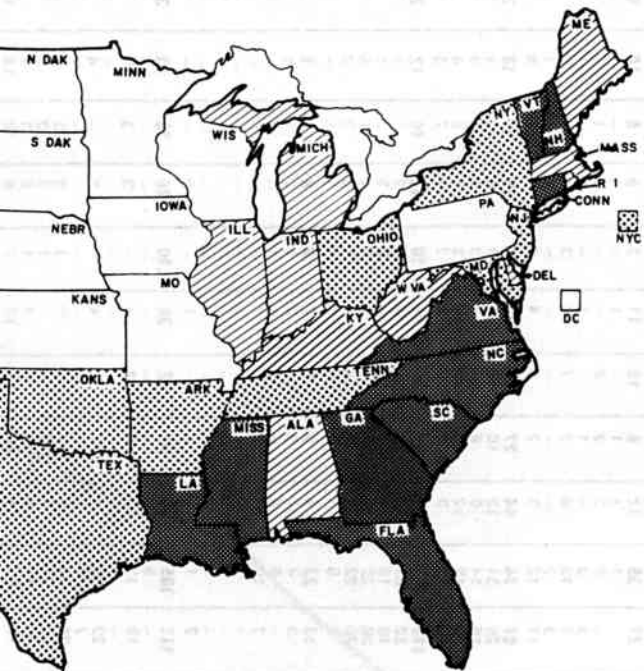 ME
N DAK
MINN
VT
NY
WIS
NH
MICH
MASS
S DAK
R I
IOWA
PA
CONN
NEBR
ILL
NJ
IND
OHIO
NYC
MD
DEL
MO
W VA
KANS
VA
DC
KY
NC
TENN
OKLA
ARK
SC
MISS
ALA
GA
TEX
LA
FLA